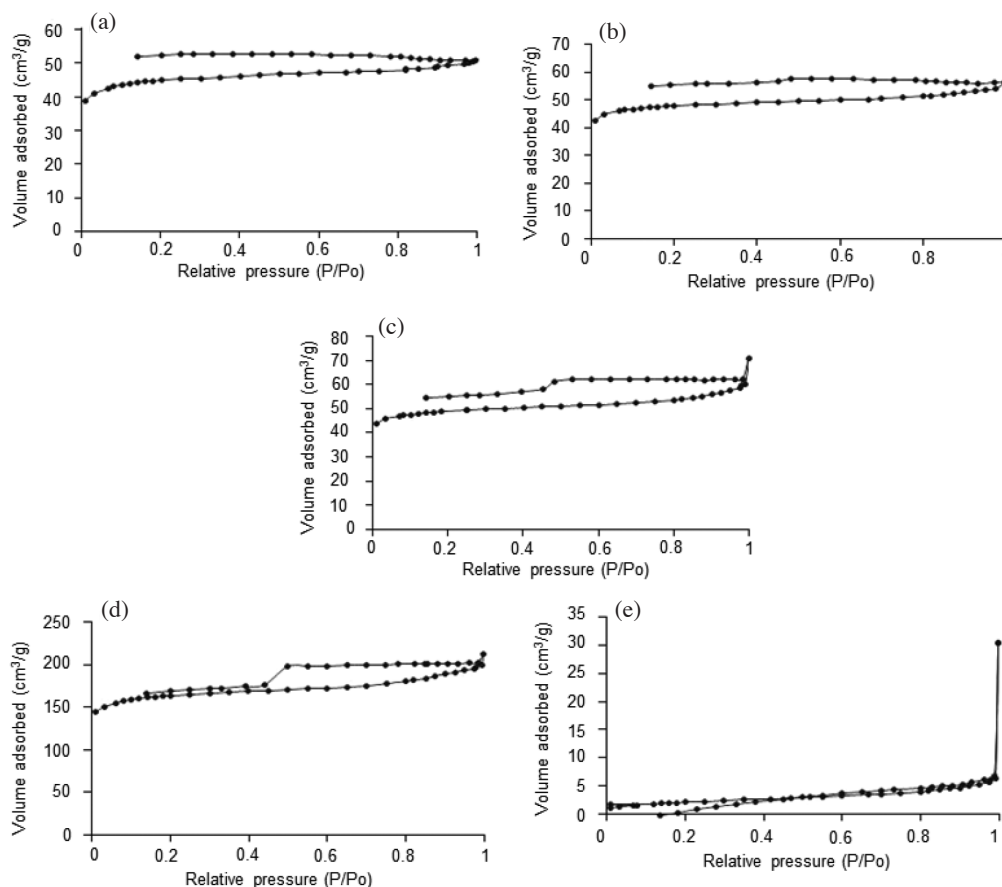 (a)
Volume adsorbed (cm³/g)
60
50
40
30
20
10
0
0 0.2 0.4 0.6 0.8 1
Relative pressure (P/Po)
(b)
Volume adsorbed (cm³/g)
70
60
50
40
30
20
10
0
0 0.2 0.4 0.6 0.8
Relative pressure (P/Po)
(c)
Volume adsorbed (cm³/g)
80
70
60
50
40
30
20
10
0
0 0.2 0.4 0.6 0.8 1
Relative pressure (P/Po)
(d)
Volume adsorbed (cm³/g)
250
200
150
100
50
0
0 0.2 0.4 0.6 0.8 1
Relative pressure (P/Po)
(e)
Volume adsorbed (cm³/g)
35
30
25
20
15
10
5
0
0 0.2 0.4 0.6 0.8 1
Relative pressure (P/Po)